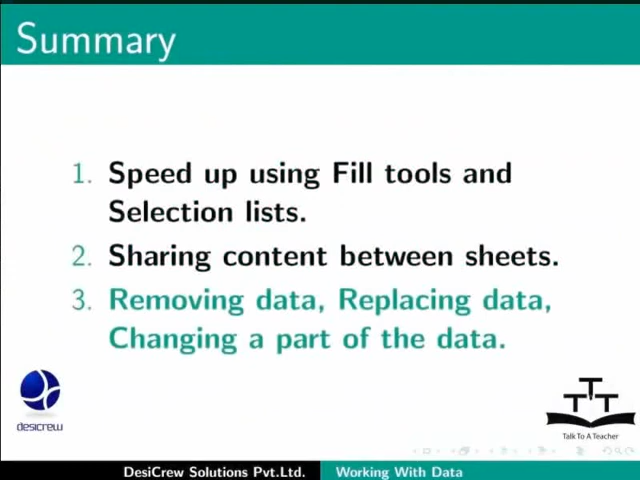 Summary
1. Speed up using Fill tools and
Selection lists.
2. Sharing content between sheets.
3. Removing data, Replacing data,
Changing a part of the data.
desicrew
TTT
Talk To A Teacher
DesiCrew Solutions Pvt.Ltd. Working With Data